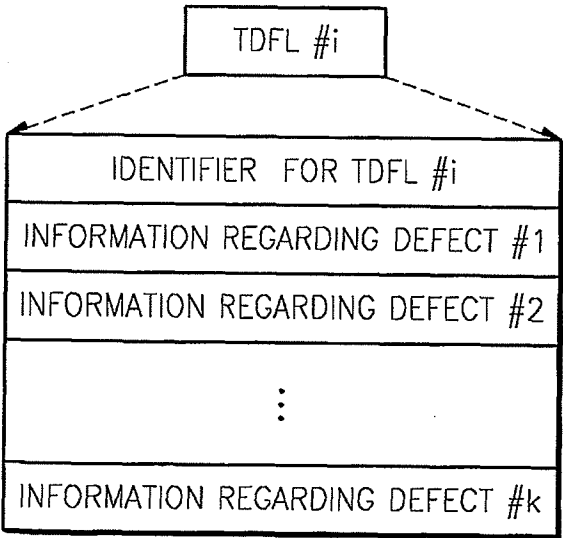 TDFL #i
IDENTIFIER FOR TDFL #i
INFORMATION REGARDING DEFECT #1
INFORMATION REGARDING DEFECT #2
⋮
INFORMATION REGARDING DEFECT #k